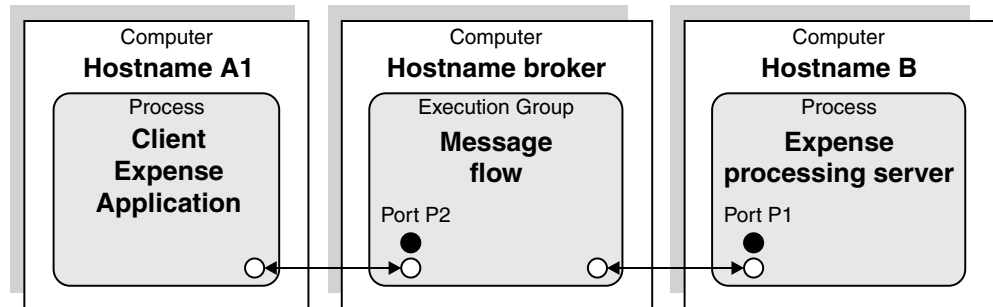 Computer
Hostname A1
Process
Client
Expense
Application
Computer
Hostname broker
Execution Group
Message
flow
Port P2
Computer
Hostname B
Process
Expense
processing server
Port P1